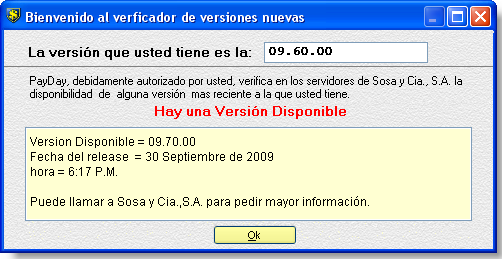 Bienvenido al verficador de versiones nuevas
La versión que usted tiene es la: 09.60.00
PayDay, debidamente autorizado por usted, verifica en los servidores de Sosa y Cia., S.A. la
disponibilidad de alguna versión mas reciente a la que usted tiene.
Hay una Versión Disponible
Version Disponible = 09.70.00
Fecha del release = 30 Septiembre de 2009
hora = 6:17 P.M.
Puede llamar a Sosa y Cia.,S.A. para pedir mayor información.
Ok